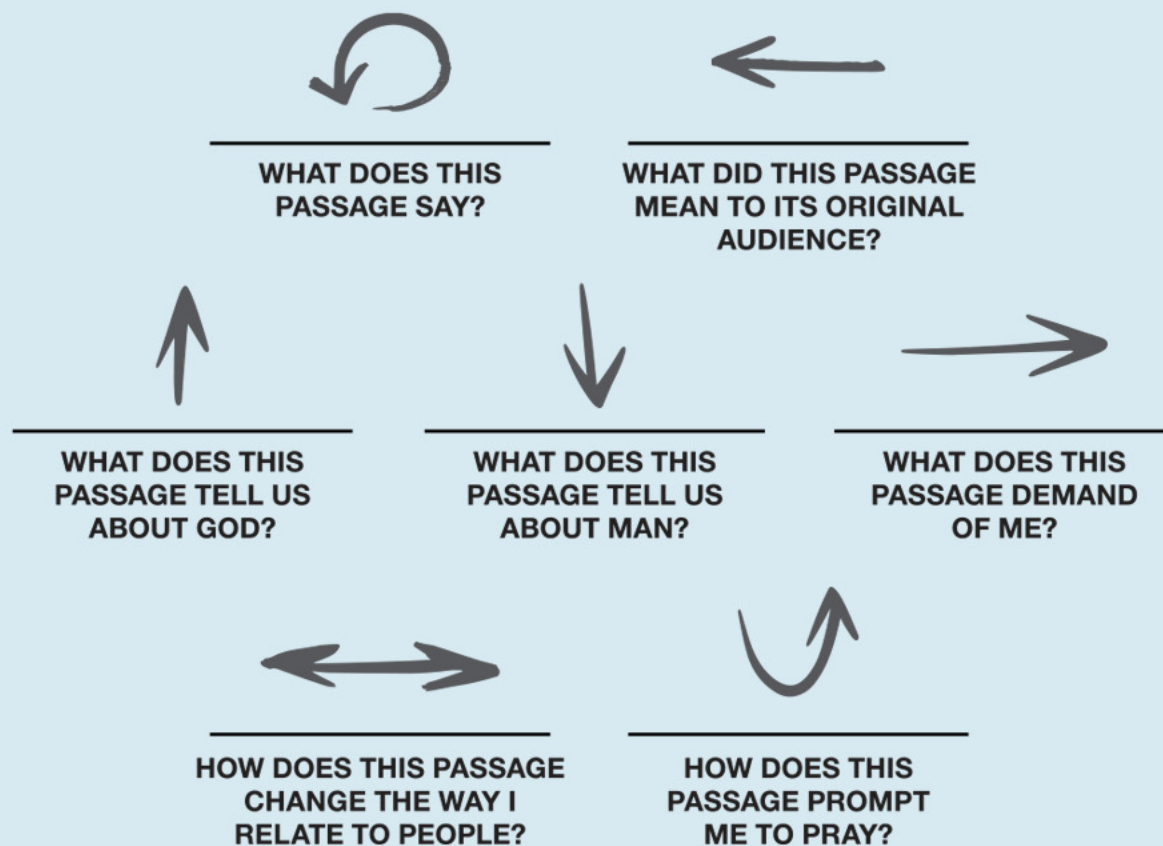 WHAT DOES THIS
PASSAGE SAY?
WHAT DID THIS PASSAGE
MEAN TO ITS ORIGINAL
AUDIENCE?
WHAT DOES THIS
PASSAGE TELL US
ABOUT GOD?
WHAT DOES THIS
PASSAGE TELL US
ABOUT MAN?
WHAT DOES THIS
PASSAGE DEMAND
OF ME?
HOW DOES THIS PASSAGE
CHANGE THE WAY I
RELATE TO PEOPLE?
HOW DOES THIS
PASSAGE PROMPT
ME TO PRAY?